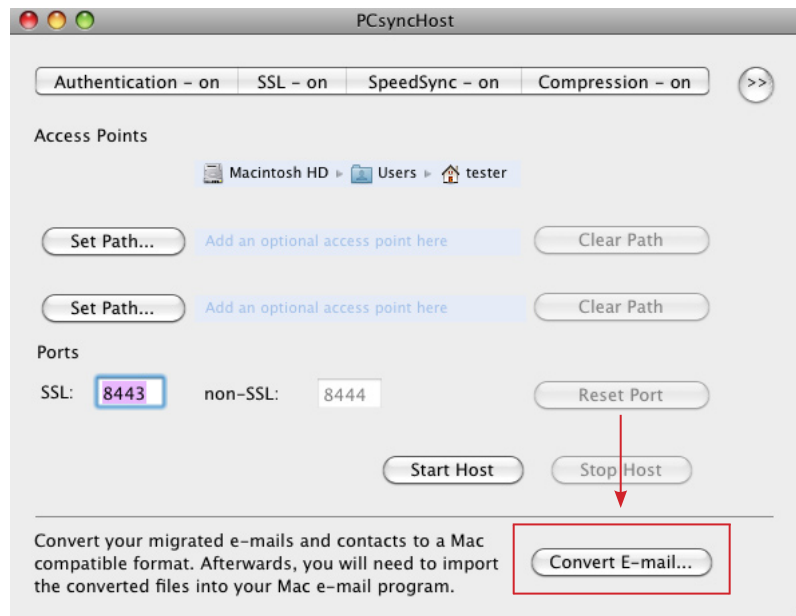 PCsyncHost
Authentication – on SSL – on SpeedSync – on Compression – on >>
Access Points
Macintosh HD Users tester
Set Path... Add an optional access point here Clear Path
Set Path... Add an optional access point here Clear Path
Ports
SSL: 8443 non-SSL: 8444 Reset Port
Start Host Stop Host
Convert your migrated e-mails and contacts to a Mac
compatible format. Afterwards, you will need to import
the converted files into your Mac e-mail program.
Convert E-mail...